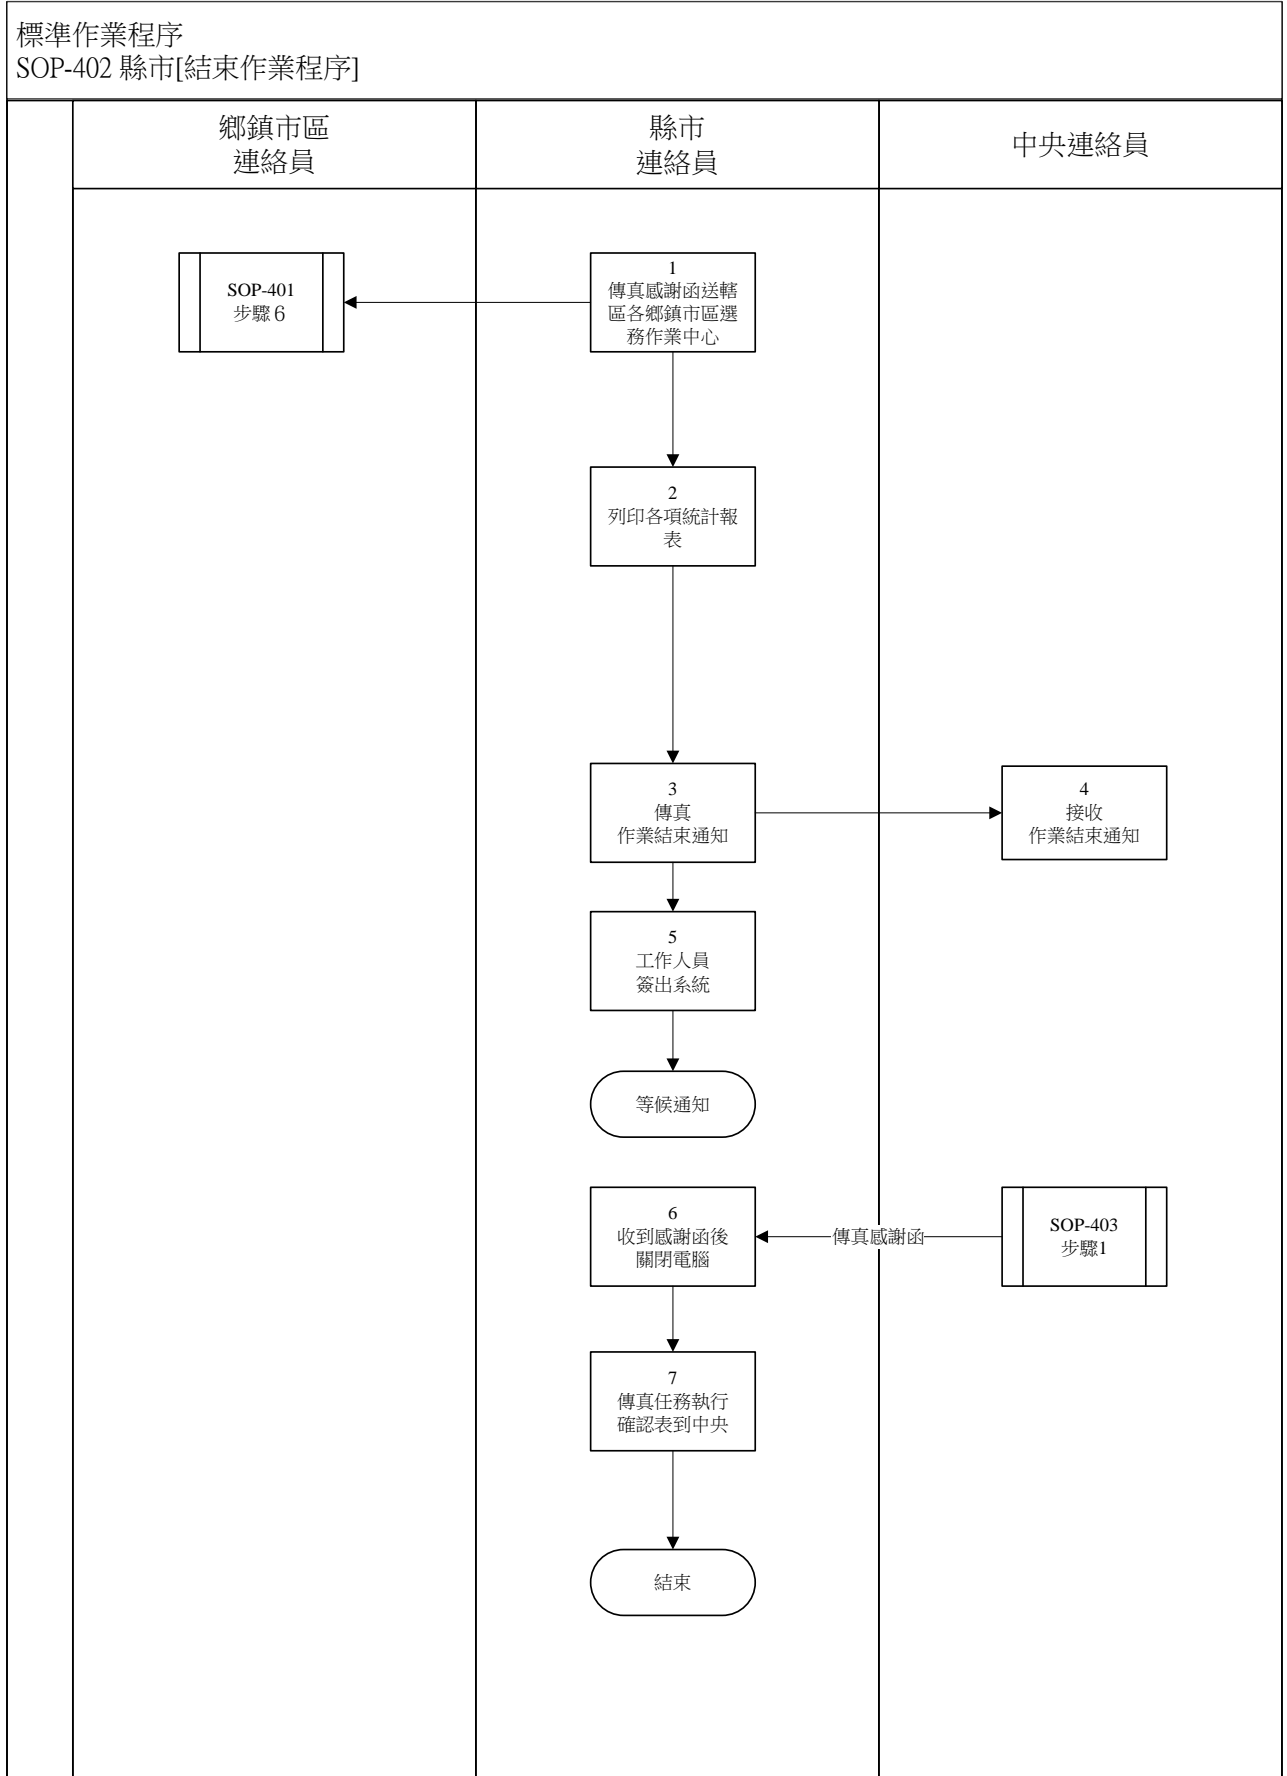 標準作業程序
SOP-402 縣市[結束作業程序]
鄉鎮市區
連絡員
縣市
連絡員
中央連絡員
SOP-401
步驟６
1
傳真感謝函送轄
區各鄉鎮市區選
務作業中心
2
列印各項統計報
表
3
傳真
作業結束通知
4
接收
作業結束通知
5
工作人員
簽出系統
等候通知
6
收到感謝函後
關閉電腦
傳真感謝函
SOP-403
步驟1
7
傳真任務執行
確認表到中央
結束